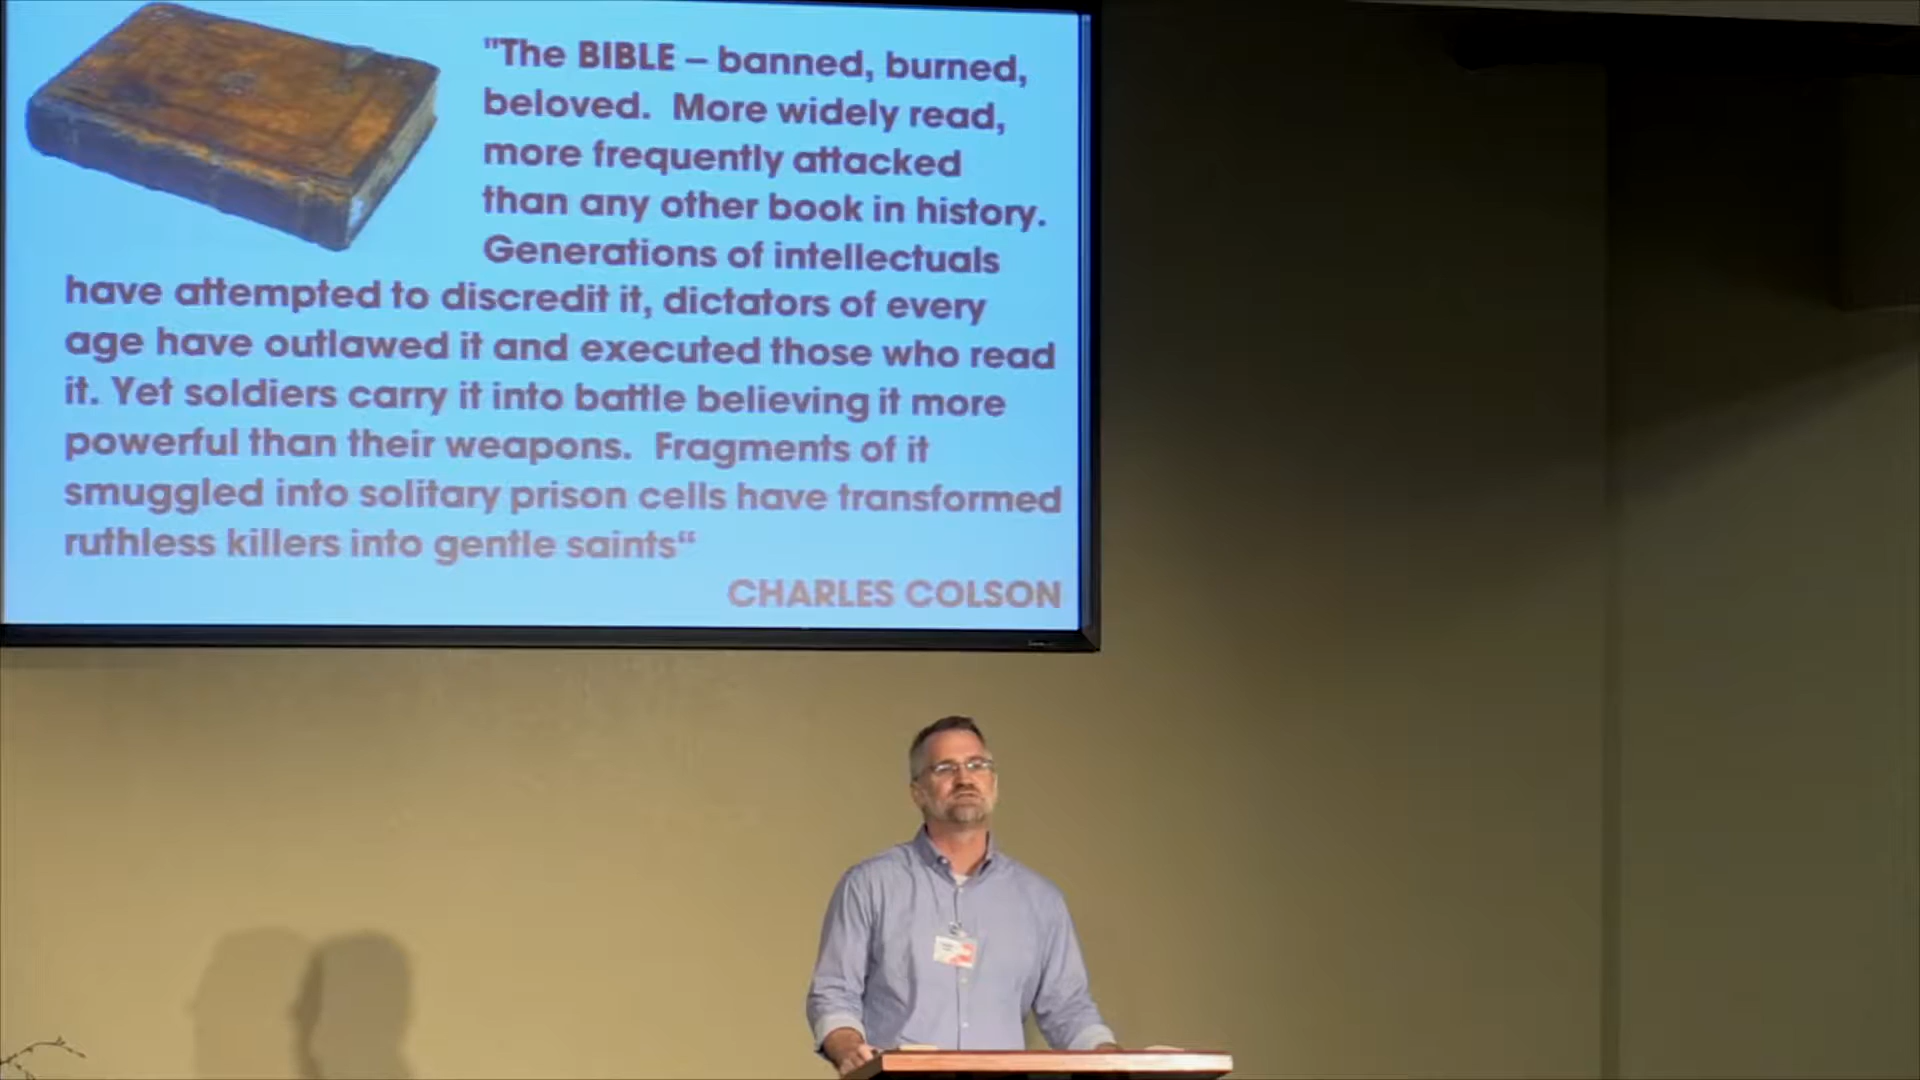 "The BIBLE – banned, burned,
beloved. More widely read,
more frequently attacked
than any other book in history.
Generations of intellectuals
have attempted to discredit it, dictators of every
age have outlawed it and executed those who read
it. Yet soldiers carry it into battle believing it more
powerful than their weapons. Fragments of it
smuggled into solitary prison cells have transformed
ruthless killers into gentle saints“
CHARLES COLSON